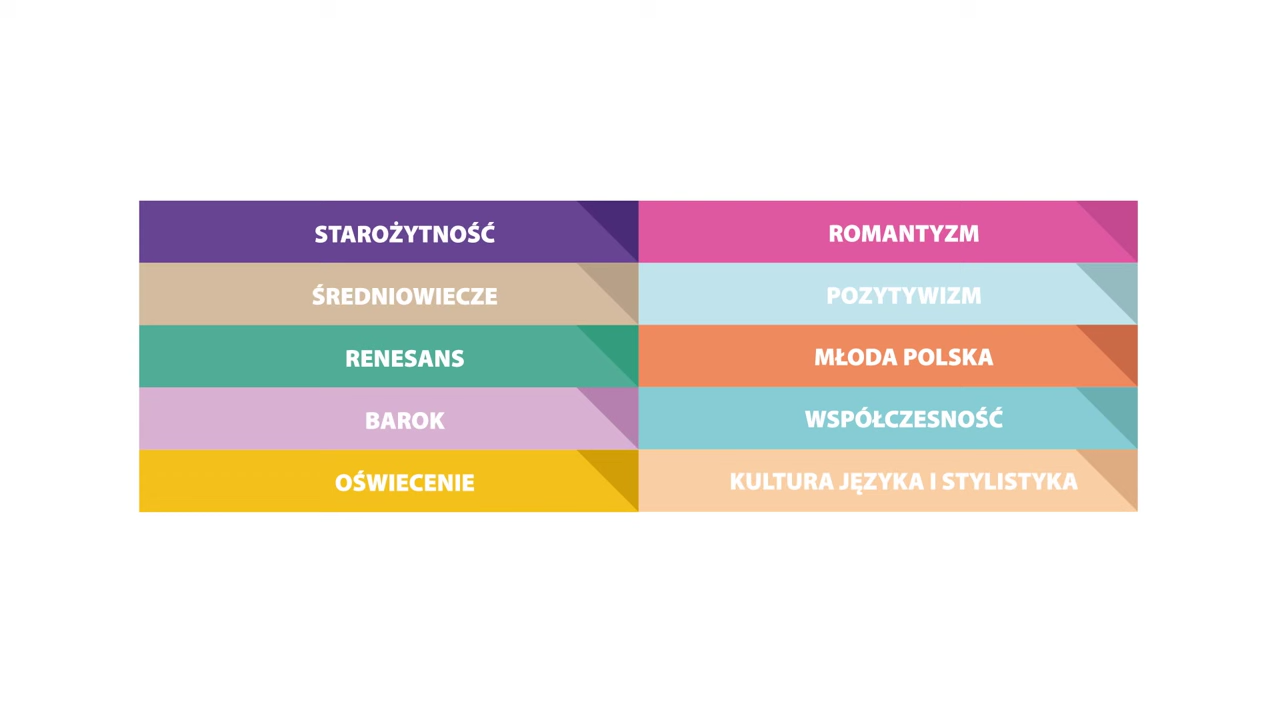 STAROŻYTNOŚĆ
ŚREDNIOWIECZE
RENESANS
BAROK
OŚWIECENIE
ROMANTYZM
POZYTYWIZM
MŁODA POLSKA
WSPÓŁCZESNOŚĆ
KULTURA JĘZYKA I STYLISTYKA